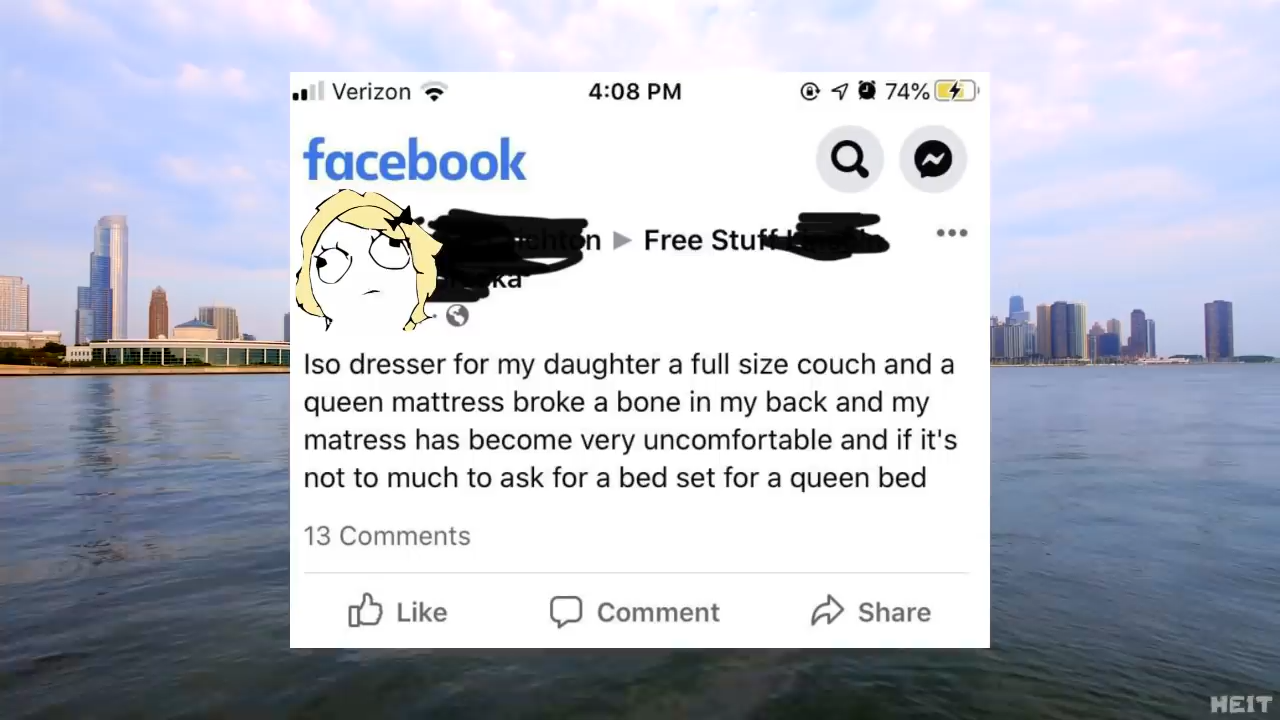 Verizon 4:08 PM 74%
facebook
Free Stuff
Iso dresser for my daughter a full size couch and a
queen mattress broke a bone in my back and my
matress has become very uncomfortable and if it's
not to much to ask for a bed set for a queen bed
13 Comments
Like Comment Share
HEIT